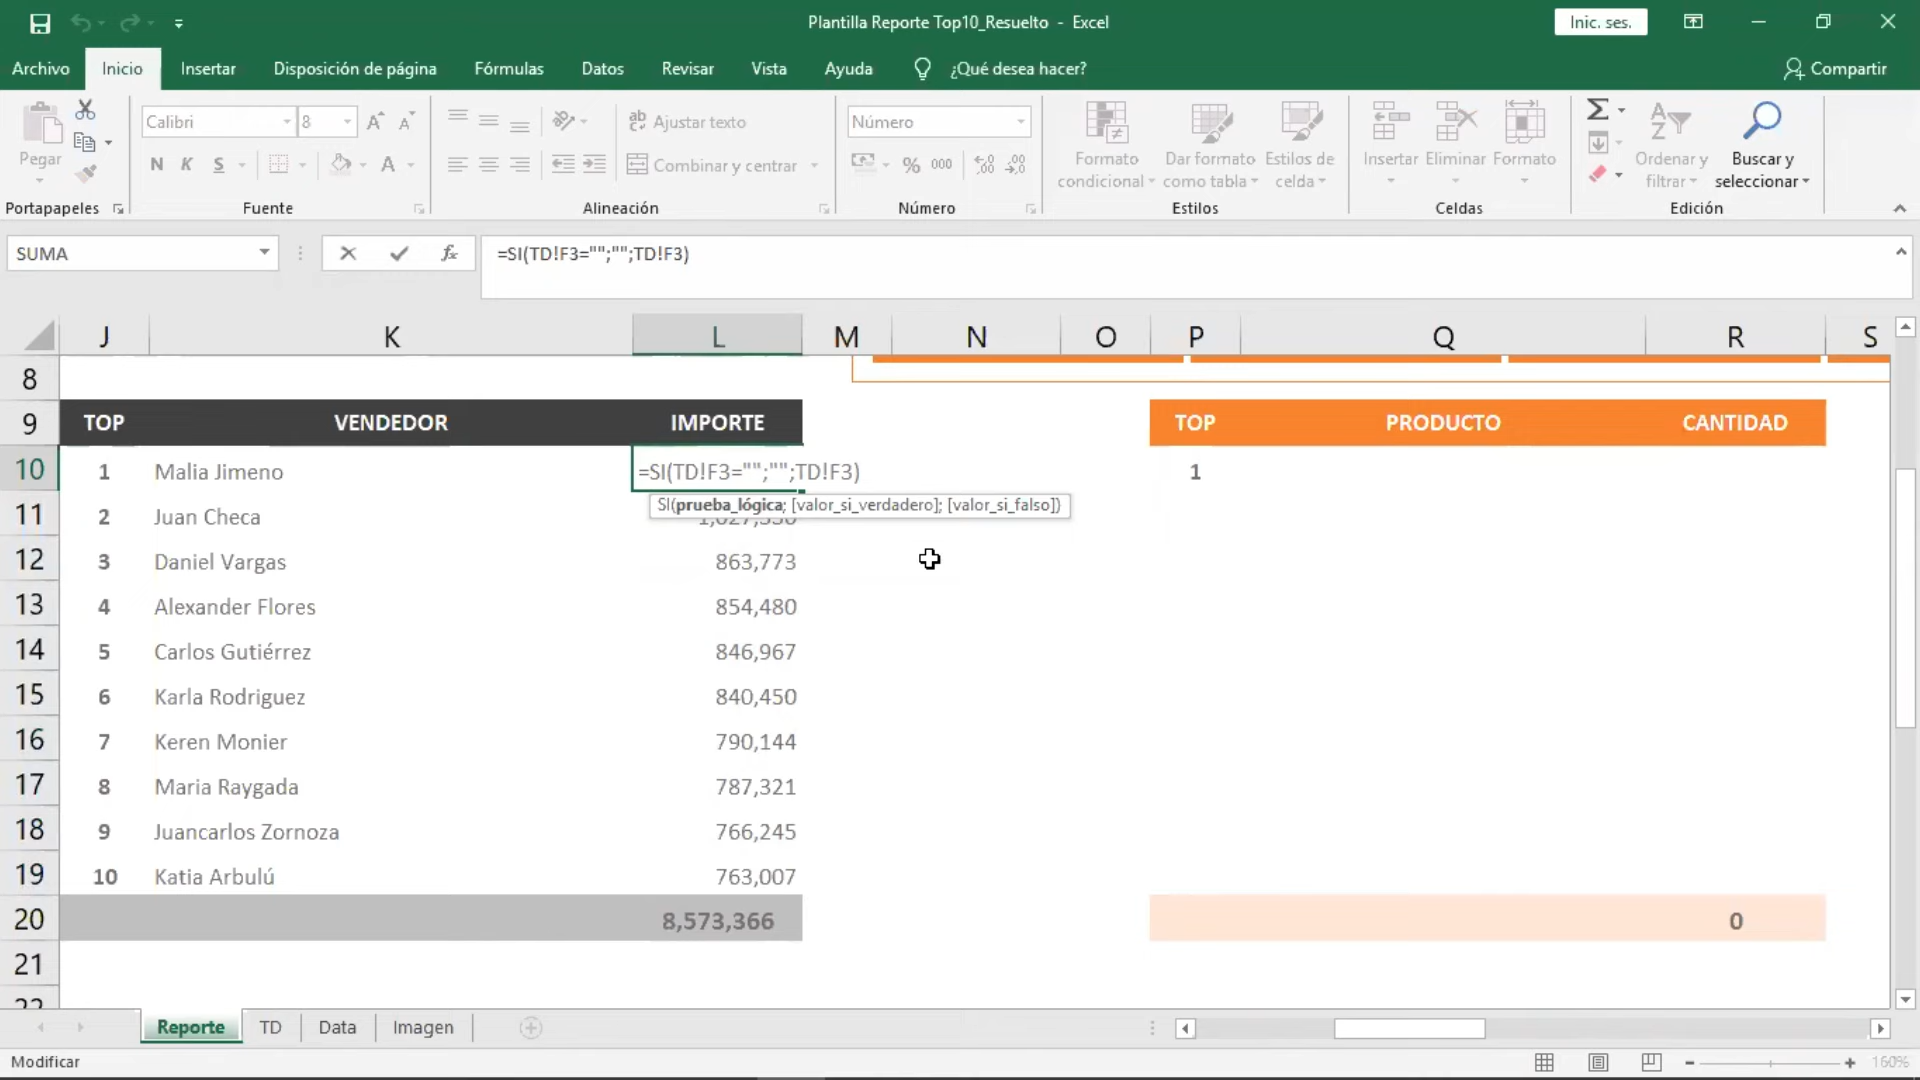 Plantilla Reporte Top10_Resuelto - Excel
Inic. ses.
Archivo Inicio Insertar Disposición de página Fórmulas Datos Revisar Vista Ayuda ¿Qué desea hacer? Compartir
Pegar
Calibri 8
N K S
A
Ajustar texto
Combinar y centrar
Número
% 000
Formato condicional
Dar formato como tabla
Estilos de celda
Insertar Eliminar Formato
Ordenar y filtrar
Buscar y seleccionar
Portapapeles Fuente Alineación Número Estilos Celdas Edición
SUMA fx =SI(TD!F3="";"";TD!F3)
J K L M N O P Q R S
8
9 TOP VENDEDOR IMPORTE TOP PRODUCTO CANTIDAD
10 1 Malia Jimeno =SI(TD!F3="";"";TD!F3) 1
SI(prueba_lógica; [valor_si_verdadero]; [valor_si_falso])
11 2 Juan Checa
12 3 Daniel Vargas 863,773
13 4 Alexander Flores 854,480
14 5 Carlos Gutiérrez 846,967
15 6 Karla Rodriguez 840,450
16 7 Keren Monier 790,144
17 8 Maria Raygada 787,321
18 9 Juancarlos Zornoza 766,245
19 10 Katia Arbulú 763,007
20 8,573,366 0
21
22
Reporte TD Data Imagen
Modificar 160%